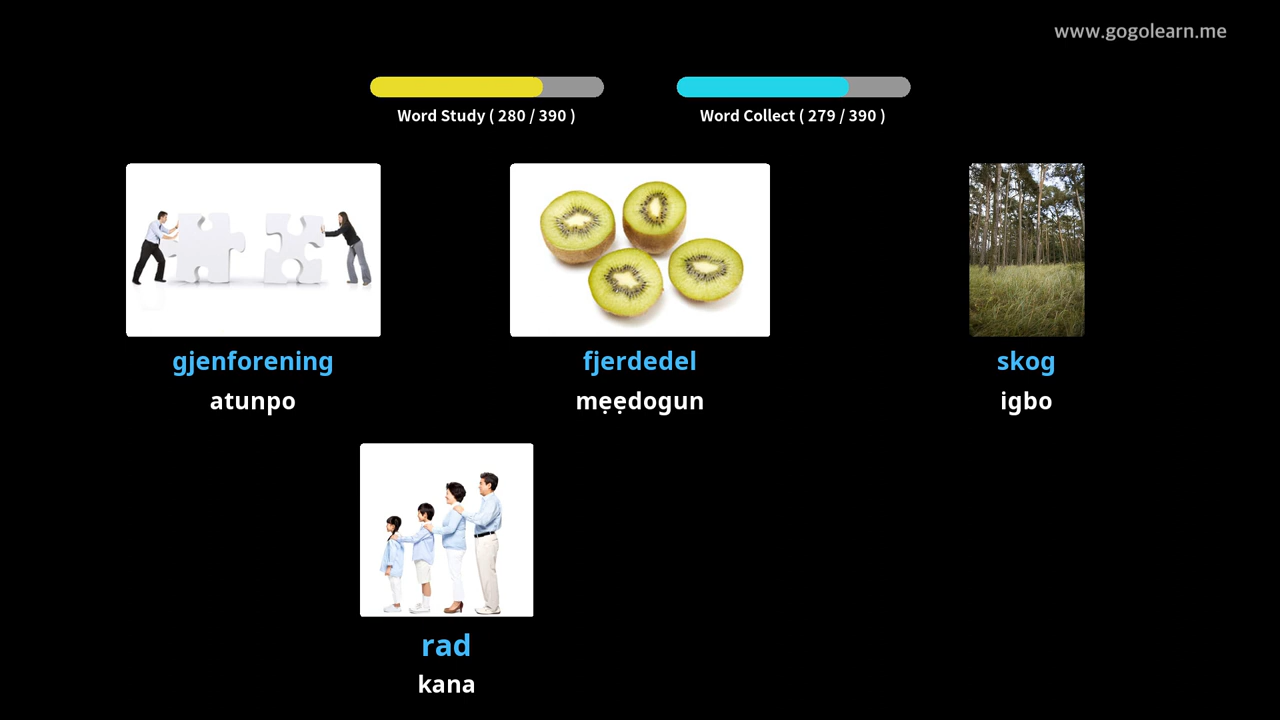 www.gogolearn.me
Word Study ( 280 / 390 )
Word Collect ( 279 / 390 )
gjenforening
fjerdedel
skog
atunpo
mẹẹdogun
igbo
rad
kana